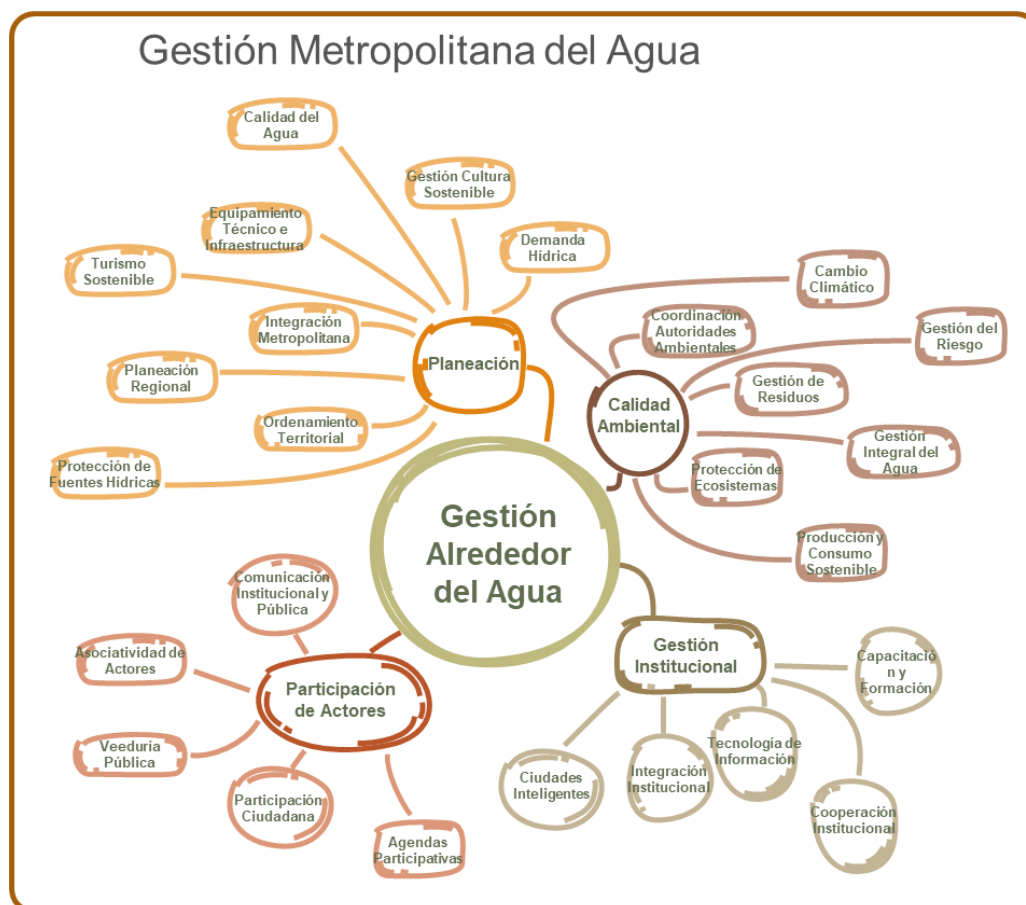 Gestión Metropolitana del Agua
Calidad del
Agua
Gestión Cultura
Sostenible
Equipamiento
Técnico e
Infraestructura
Demanda
Hídrica
Turismo
Sostenible
Integración
Metropolitana
Planeación
Planeación
Regional
Ordenamiento
Territorial
Protección de
Fuentes Hídricas
Cambio
Climático
Coordinación
Autoridades
Ambientales
Gestión del
Riesgo
Gestión de
Residuos
Calidad
Ambiental
Gestión
Integral del
Agua
Protección de
Ecosistemas
Producción y
Consumo
Sostenible
Gestión
Alrededor
del Agua
Comunicación
Institucional y
Pública
Asociatividad de
Actores
Participación
de Actores
Veeduría
Pública
Participación
Ciudadana
Agendas
Participativas
Gestión
Institucional
Capacitació
n y
Formación
Tecnología de
Información
Ciudades
Inteligentes
Integración
Institucional
Cooperación
Institucional